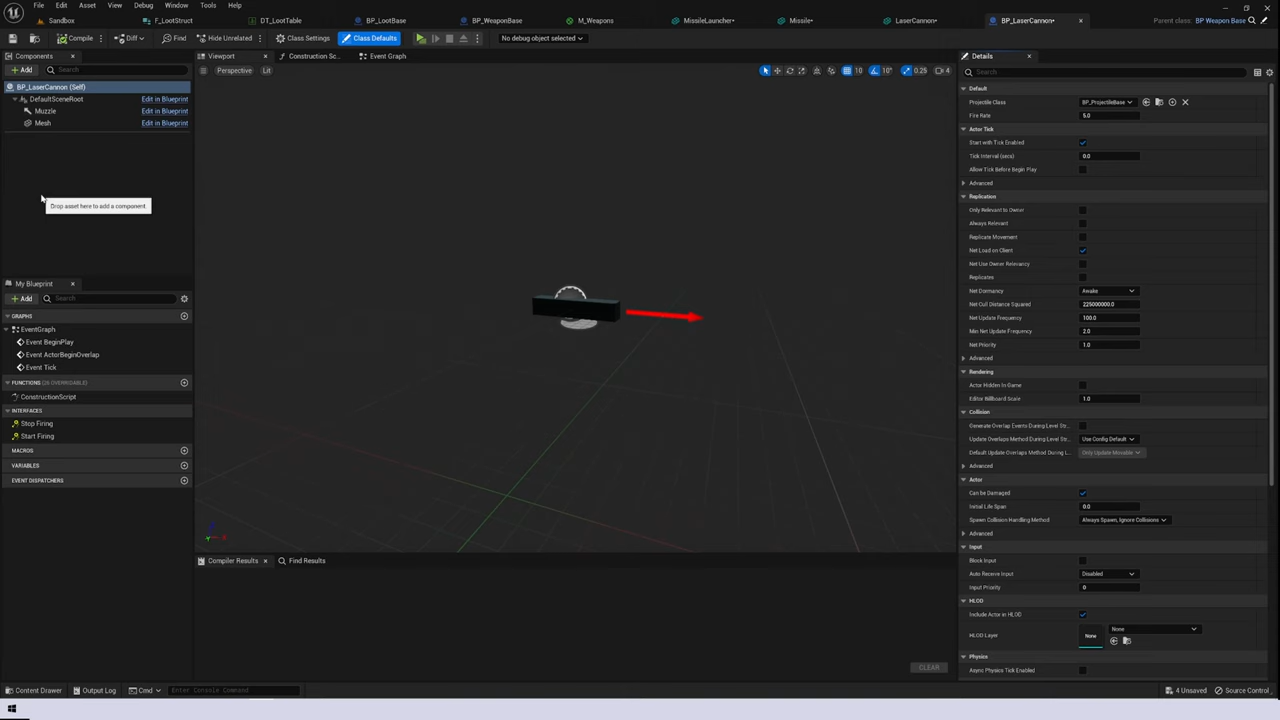 File Edit Asset View Debug Window Tools Help
Sandbox F_LootStruct DT_LootTable BP_LootBase BP_WeaponBase M_Weapons MissileLauncher• Missile• LaserCannon• BP_LaserCannon• Parent class: BP Weapon Base
Compile Diff Find Hide Unrelated Class Settings Class Defaults No debug object selected
Components
Add Search
BP_LaserCannon (Self)
DefaultSceneRoot Edit in Blueprint
Muzzle Edit in Blueprint
Mesh Edit in Blueprint
Drop asset here to add a component.
My Blueprint
Add Search
GRAPHS
EventGraph
Event BeginPlay
Event ActorBeginOverlap
Event Tick
FUNCTIONS (20 OVERRIDABLE)
ConstructionScript
INTERFACES
Stop Firing
Start Firing
MACROS
VARIABLES
EVENT DISPATCHERS
Viewport Construction Sc... Event Graph
Perspective Lit 10 10° 0.25 4
Compiler Results Find Results
CLEAR
Details
Search
Default
Projectile Class BP_ProjectileBase
Fire Rate 5.0
Actor Tick
Start with Tick Enabled
Tick Interval (secs) 0.0
Allow Tick Before Begin Play
Advanced
Replication
Only Relevant to Owner
Always Relevant
Replicate Movement
Net Load on Client
Net Use Owner Relevancy
Replicates
Net Dormancy Awake
Net Cull Distance Squared 225000000.0
Net Update Frequency 100.0
Min Net Update Frequency 2.0
Net Priority 1.0
Advanced
Rendering
Actor Hidden In Game
Editor Billboard Scale 1.0
Collision
Generate Overlap Events During Level Str...
Update Overlaps Method During Level Str... Use Config Default
Default Update Overlaps Method During L... Only Update Movable
Advanced
Actor
Can be Damaged
Initial Life Span 0.0
Spawn Collision Handling Method Always Spawn, Ignore Collisions
Advanced
Input
Block Input
Auto Receive Input Disabled
Input Priority 0
HLOD
Include Actor in HLOD
HLOD Layer None None
Physics
Async Physics Tick Enabled
Content Drawer Output Log Cmd Enter Console Command 4 Unsaved Source Control